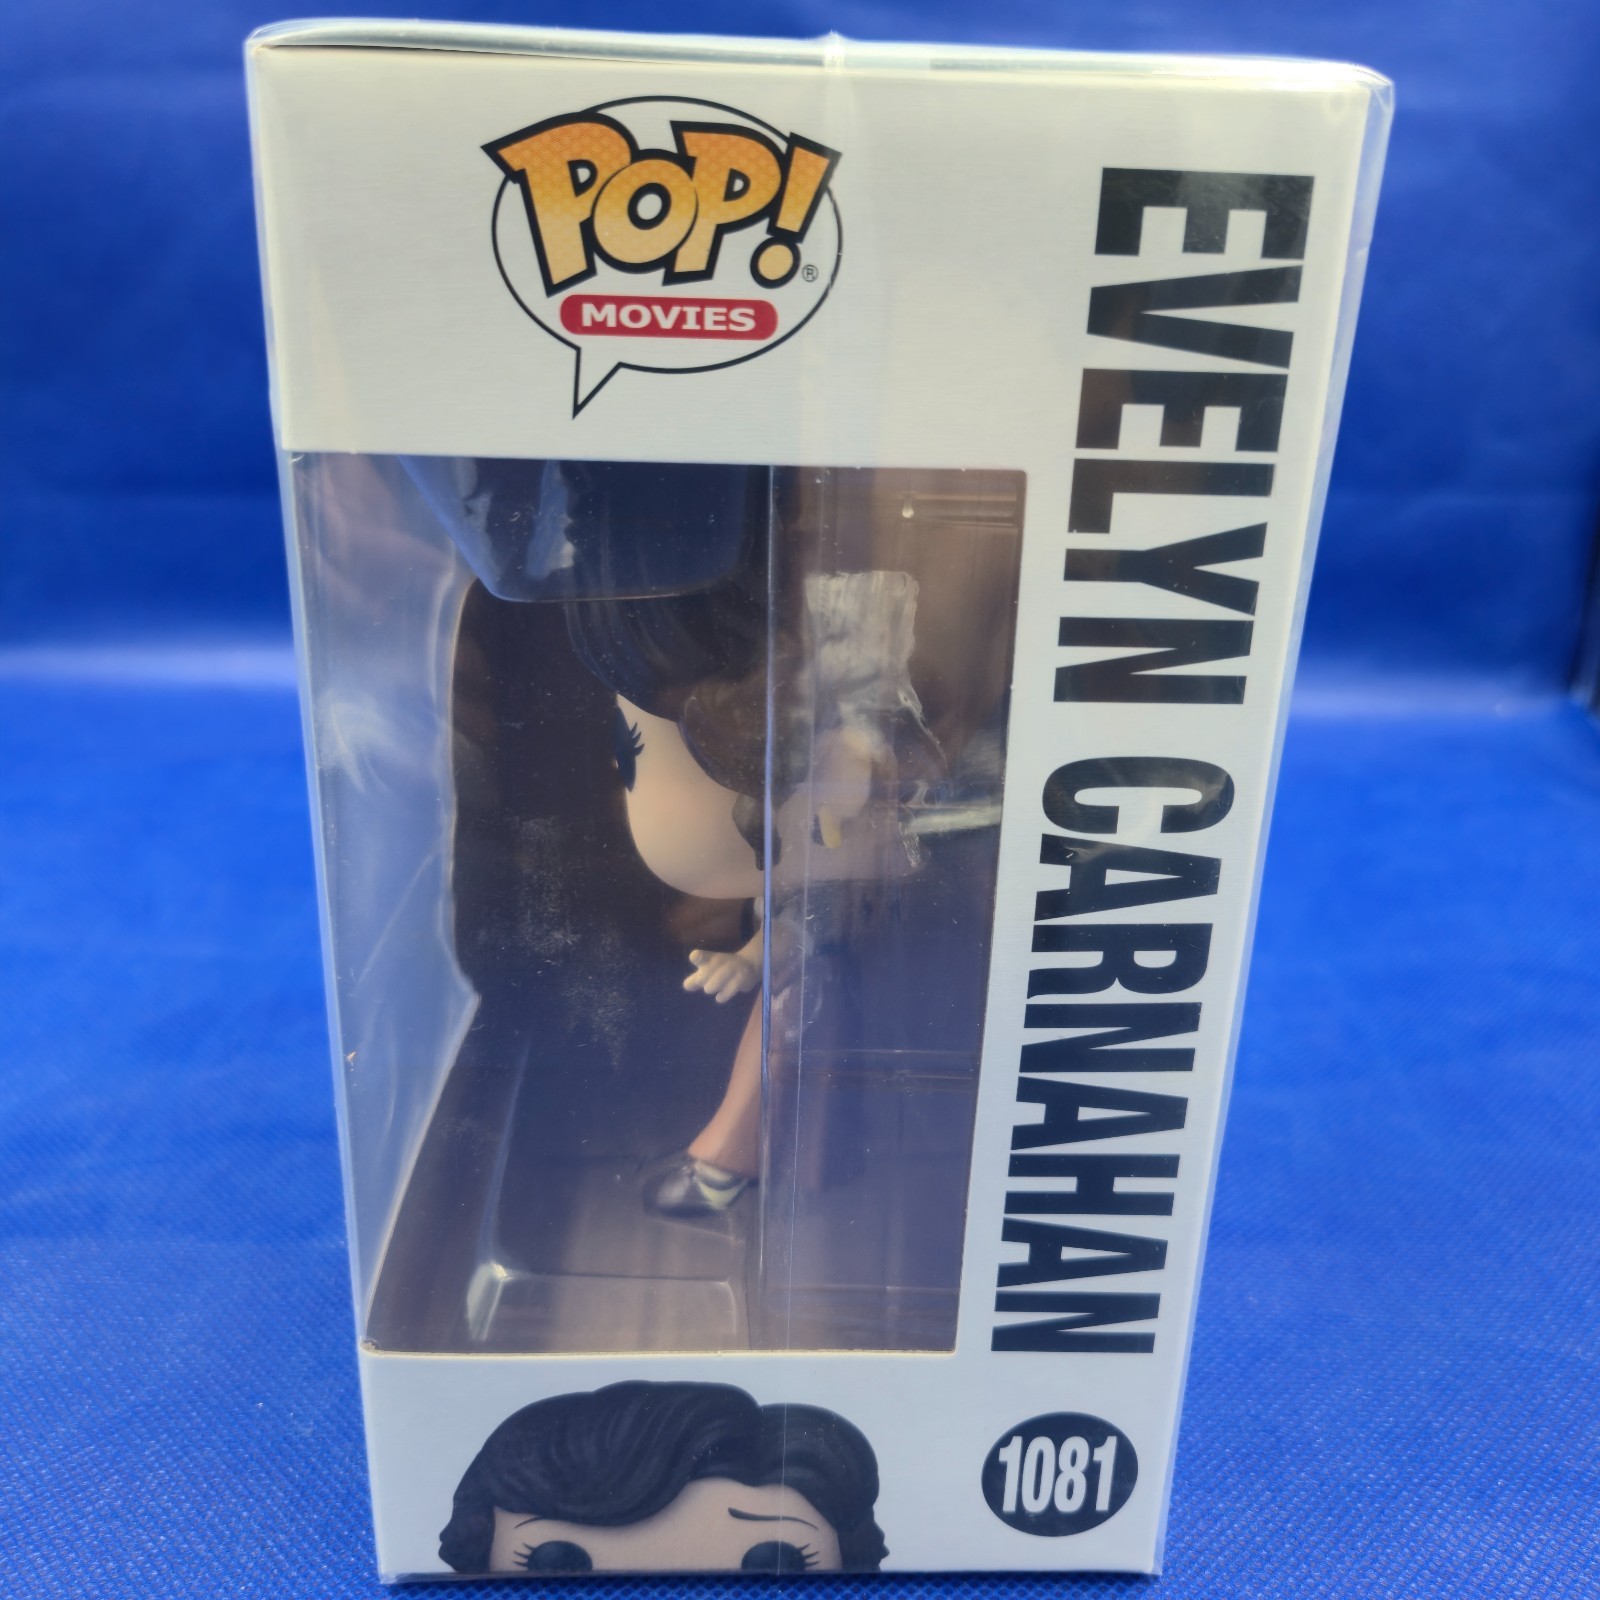 POP!®
MOVIES
EVELYN CARNAHAN
1081